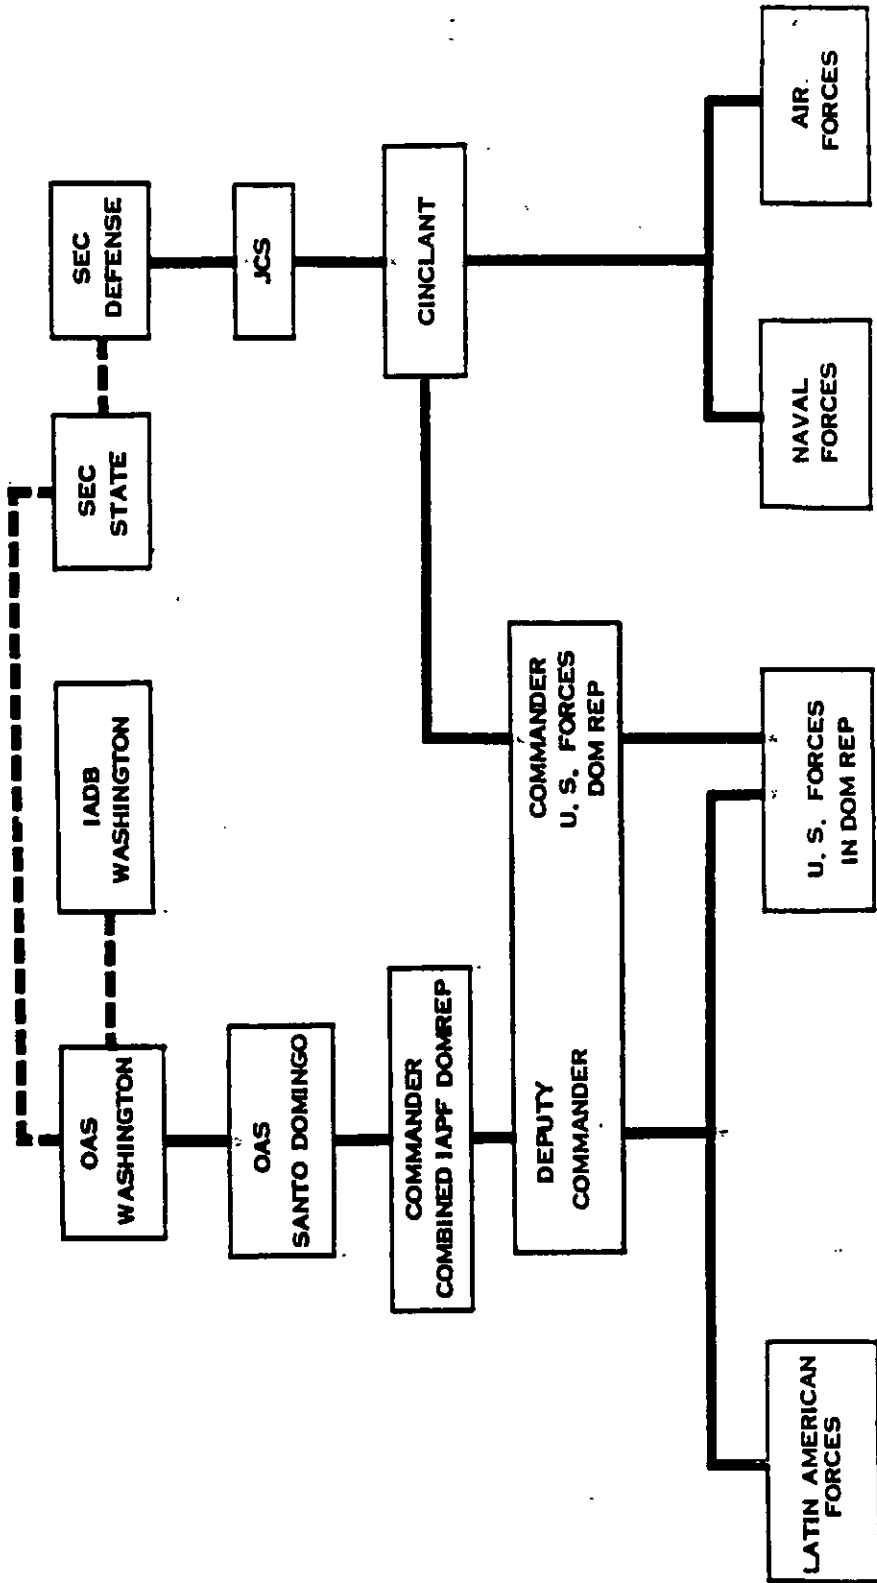 OAS
WASHINGTON
IADB
WASHINGTON
SEC
STATE
SEC
DEFENSE
OAS
SANTO DOMINGO
JCS
COMMANDER
COMBINED IAPF DOMREP
CINCLANT
DEPUTY
COMMANDER
COMMANDER
U. S. FORCES
DOM REP
LATIN AMERICAN
FORCES
U. S. FORCES
IN DOM REP
NAVAL
FORCES
AIR
FORCES